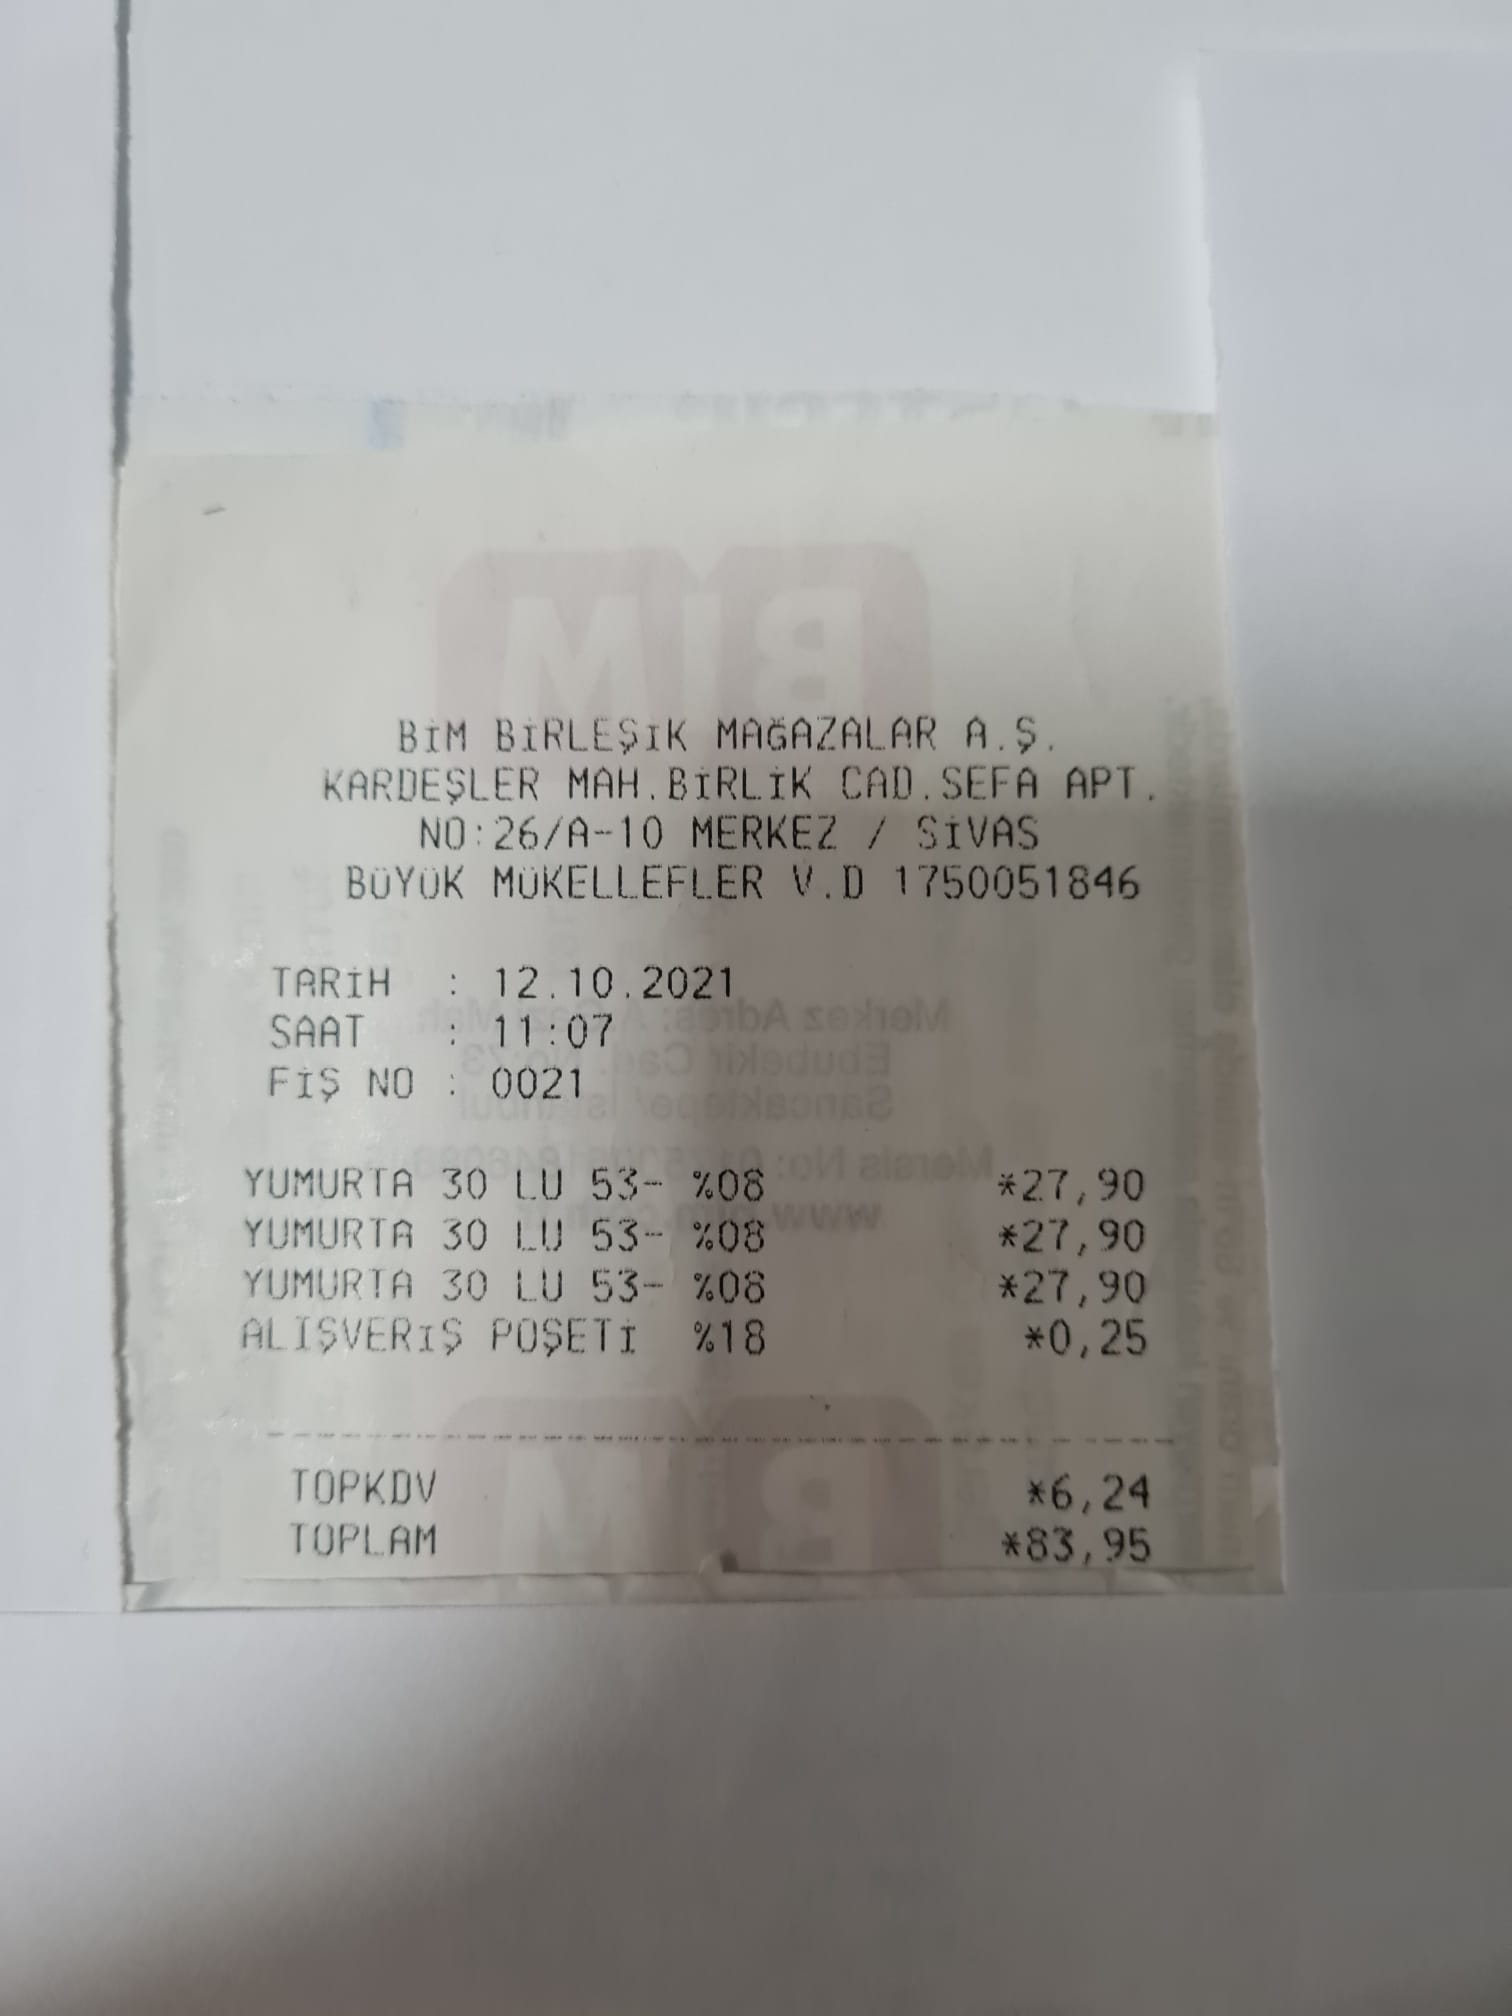 BİM BİRLEŞİK MAĞAZALAR A.Ş.
KARDEŞLER MAH.BİRLİK CAD.SEFA APT.
NO:26/A-10 MERKEZ / SİVAS
BÜYÜK MÜKELLEFLER V.D 1750051846
TARİH : 12.10.2021
SAAT : 11:07
FİŞ NO : 0021
YUMURTA 30 LU 53- %08 *27,90
YUMURTA 30 LU 53- %08 *27,90
YUMURTA 30 LU 53- %08 *27,90
ALIŞVERİŞ POŞETİ %18 *0,25
TOPKDV *6,24
TOPLAM *83,95